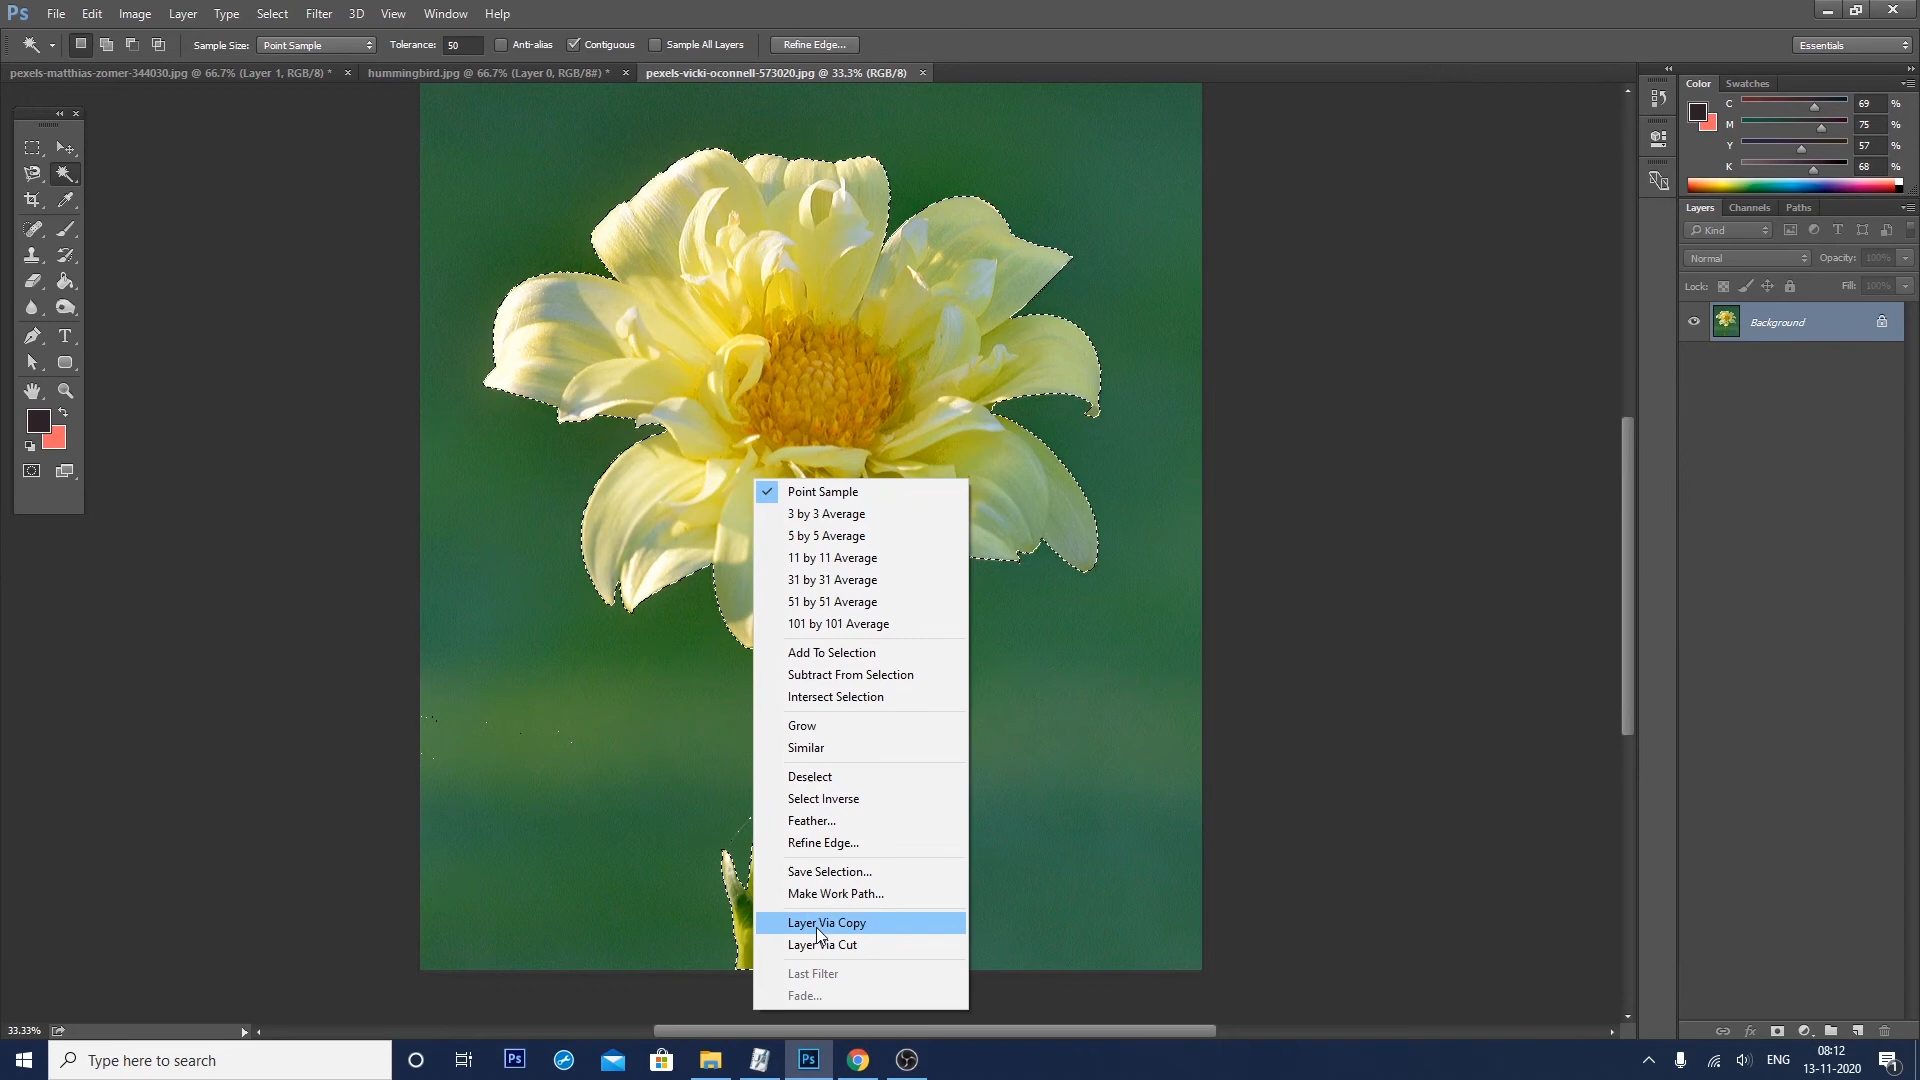 Ps File Edit Image Layer Type Select Filter 3D View Window Help
Sample Size: Point Sample Tolerance: 50 Anti-alias Contiguous Sample All Layers Refine Edge... Essentials
pexels-matthias-zomer-344030.jpg @ 66.7% (Layer 1, RGB/8) * × hummingbird.jpg @ 66.7% (Layer 0, RGB/8#) * × pexels-vicki-oconnell-573020.jpg @ 33.3% (RGB/8) ×
Color Swatches
C 69 %
M 75 %
Y 57 %
K 68 %
Layers Channels Paths
Kind
Normal Opacity: 100%
Lock: Fill: 100%
Background
Point Sample
3 by 3 Average
5 by 5 Average
11 by 11 Average
31 by 31 Average
51 by 51 Average
101 by 101 Average
Add To Selection
Subtract From Selection
Intersect Selection
Grow
Similar
Deselect
Select Inverse
Feather...
Refine Edge...
Save Selection...
Make Work Path...
Layer Via Copy
Layer Via Cut
Last Filter
Fade...
33.33%
Type here to search
Ps
Ps
ENG
08:12
13-11-2020
1